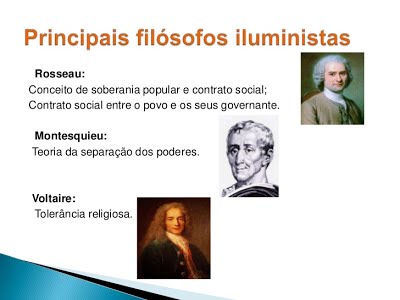 Principais filósofos iluministas
Rosseau:
Conceito de soberania popular e contrato social;
Contrato social entre o povo e os seus governante.
Montesquieu:
Teoria da separação dos poderes.
Voltaire:
Tolerância religiosa.